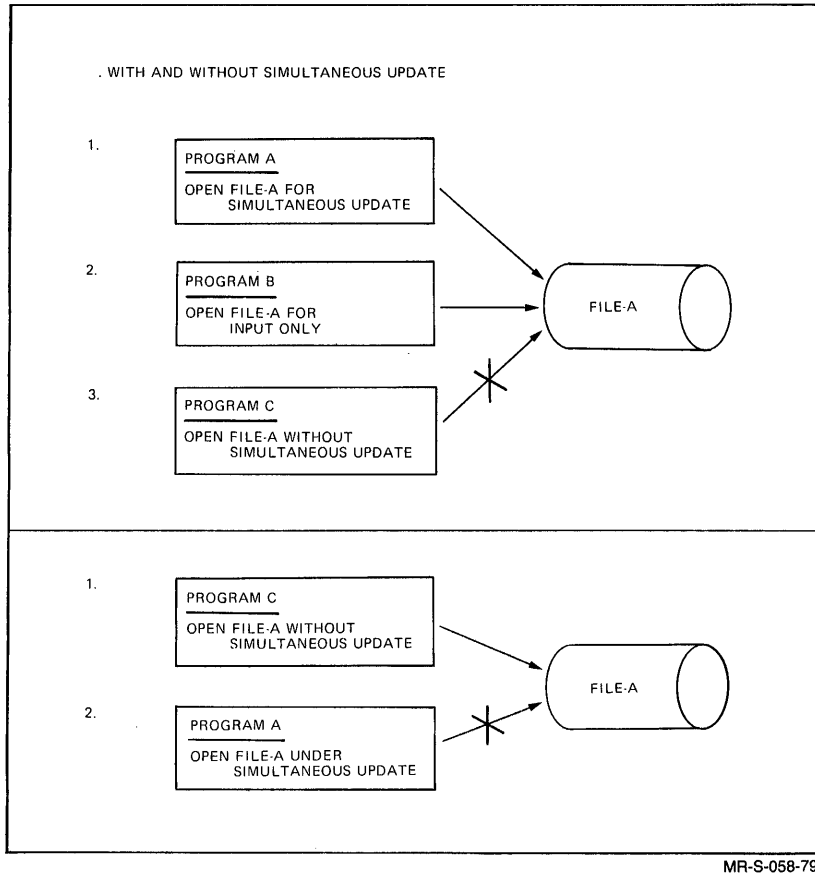 . WITH AND WITHOUT SIMULTANEOUS UPDATE
1.
PROGRAM A
OPEN FILE-A FOR
SIMULTANEOUS UPDATE
2.
PROGRAM B
OPEN FILE-A FOR
INPUT ONLY
FILE-A
3.
PROGRAM C
OPEN FILE-A WITHOUT
SIMULTANEOUS UPDATE
1.
PROGRAM C
OPEN FILE-A WITHOUT
SIMULTANEOUS UPDATE
FILE-A
2.
PROGRAM A
OPEN FILE-A UNDER
SIMULTANEOUS UPDATE
MR-S-058-79